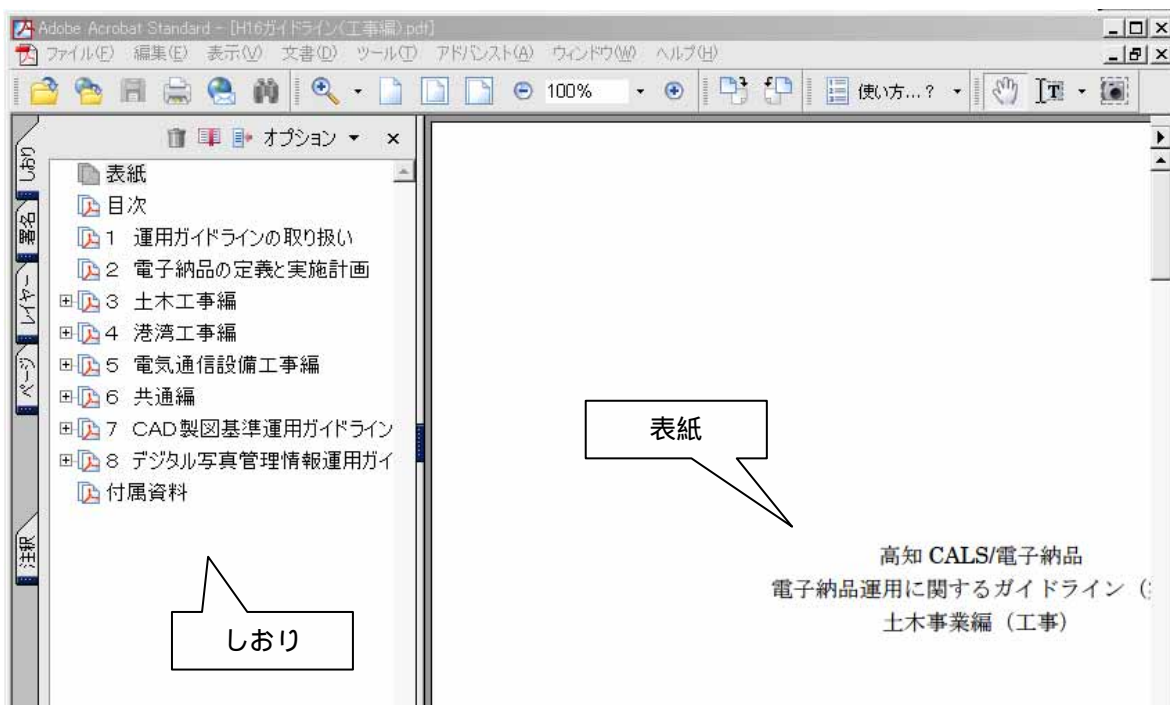 Adobe Acrobat Standard - [H16ガイドライン(工事編).pdf]
ファイル(F) 編集(E) 表示(V) 文書(D) ツール(T) アドバンスト(A) ウィンドウ(W) ヘルプ(H)
100% 使い方...?
オプション
しおり
署名
レイヤー
ページ
注釈
表紙
目次
1 運用ガイドラインの取り扱い
2 電子納品の定義と実施計画
3 土木工事編
4 港湾工事編
5 電気通信設備工事編
6 共通編
7 CAD製図基準運用ガイドライン
8 デジタル写真管理情報運用ガイ
付属資料
しおり
表紙
高知 CALS/電子納品
電子納品運用に関するガイドライン（
土木事業編（工事）